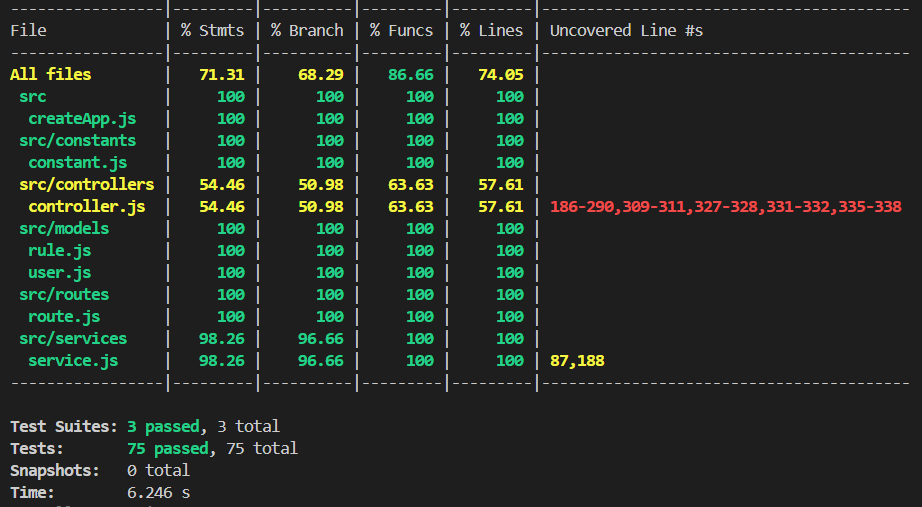 -----------------|---------|----------|---------|---------|----------------------------------------
File             | % Stmts | % Branch | % Funcs | % Lines | Uncovered Line #s
-----------------|---------|----------|---------|---------|----------------------------------------
All files        |   71.31 |    68.29 |   86.66 |   74.05 |
 src             |     100 |      100 |     100 |     100 |
  createApp.js   |     100 |      100 |     100 |     100 |
 src/constants   |     100 |      100 |     100 |     100 |
  constant.js    |     100 |      100 |     100 |     100 |
 src/controllers |   54.46 |    50.98 |   63.63 |   57.61 |
  controller.js  |   54.46 |    50.98 |   63.63 |   57.61 | 186-290,309-311,327-328,331-332,335-338
 src/models      |     100 |      100 |     100 |     100 |
  rule.js        |     100 |      100 |     100 |     100 |
  user.js        |     100 |      100 |     100 |     100 |
 src/routes      |     100 |      100 |     100 |     100 |
  route.js       |     100 |      100 |     100 |     100 |
 src/services    |   98.26 |    96.66 |     100 |     100 |
  service.js     |   98.26 |    96.66 |     100 |     100 | 87,188
-----------------|---------|----------|---------|---------|----------------------------------------
Test Suites: 3 passed, 3 total
Tests:       75 passed, 75 total
Snapshots:   0 total
Time:        6.246 s